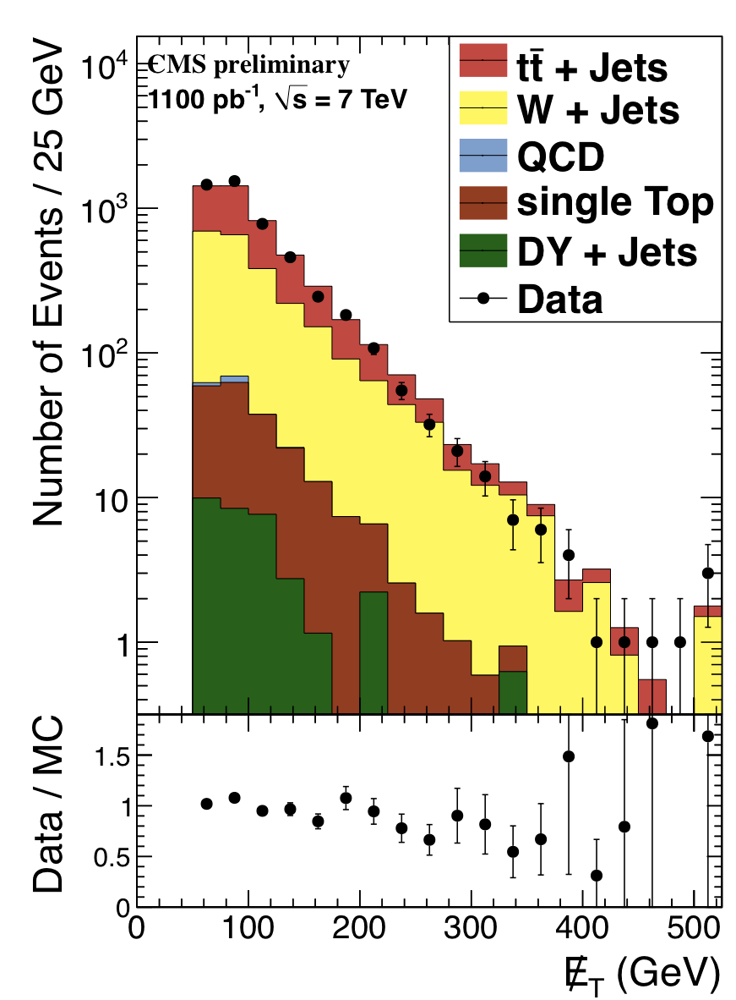 Number of Events / 25 GeV
10⁴
10³
10²
10
1
CMS preliminary
1100 pb⁻¹, √s = 7 TeV
tt̄ + Jets
W + Jets
QCD
single Top
DY + Jets
Data
Data / MC
1.5
1
0.5
0
0 100 200 300 400 500
E̸_T (GeV)